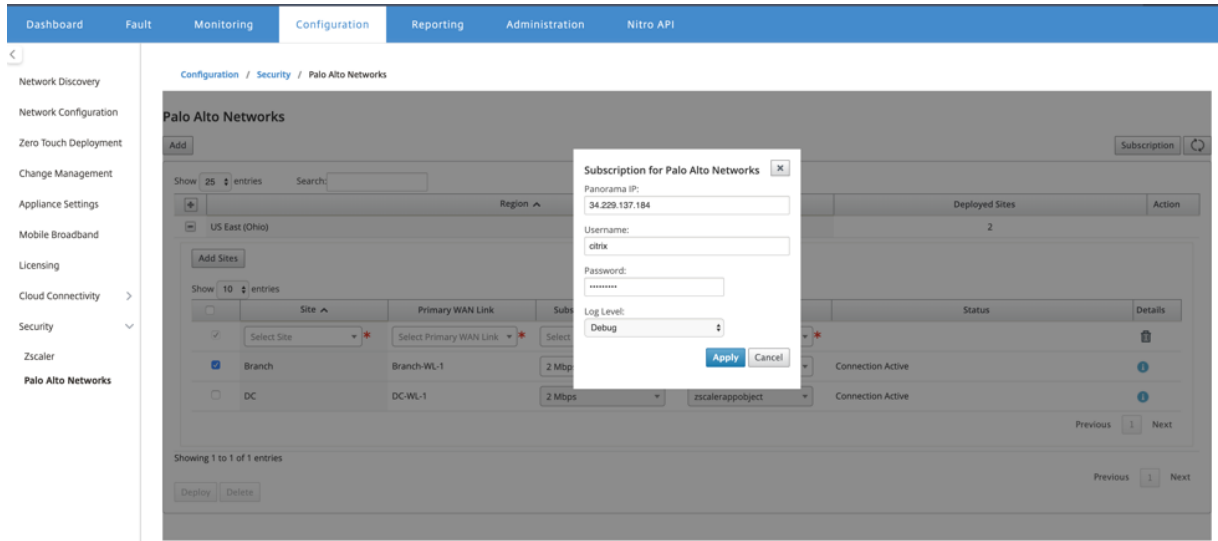 Dashboard Fault Monitoring Configuration Reporting Administration Nitro API
Network Discovery
Network Configuration
Zero Touch Deployment
Change Management
Appliance Settings
Mobile Broadband
Licensing
Cloud Connectivity
Security
Zscaler
Palo Alto Networks
Configuration / Security / Palo Alto Networks
Palo Alto Networks
Add
Subscription
Show 25 entries Search:
Region Deployed Sites Action
US East (Ohio) 2
Add Sites
Show 10 entries
Site Primary WAN Link Subs Status Details
Select Site * Select Primary WAN Link * Select *
Branch Branch-WL-1 2 Mbp Connection Active
DC DC-WL-1 2 Mbps zscalerappobject Connection Active
Previous 1 Next
Showing 1 to 1 of 1 entries
Previous 1 Next
Deploy Delete
Subscription for Palo Alto Networks
Panorama IP:
34.229.137.184
Username:
citrix
Password:
•••••••••
Log Level:
Debug
Apply Cancel